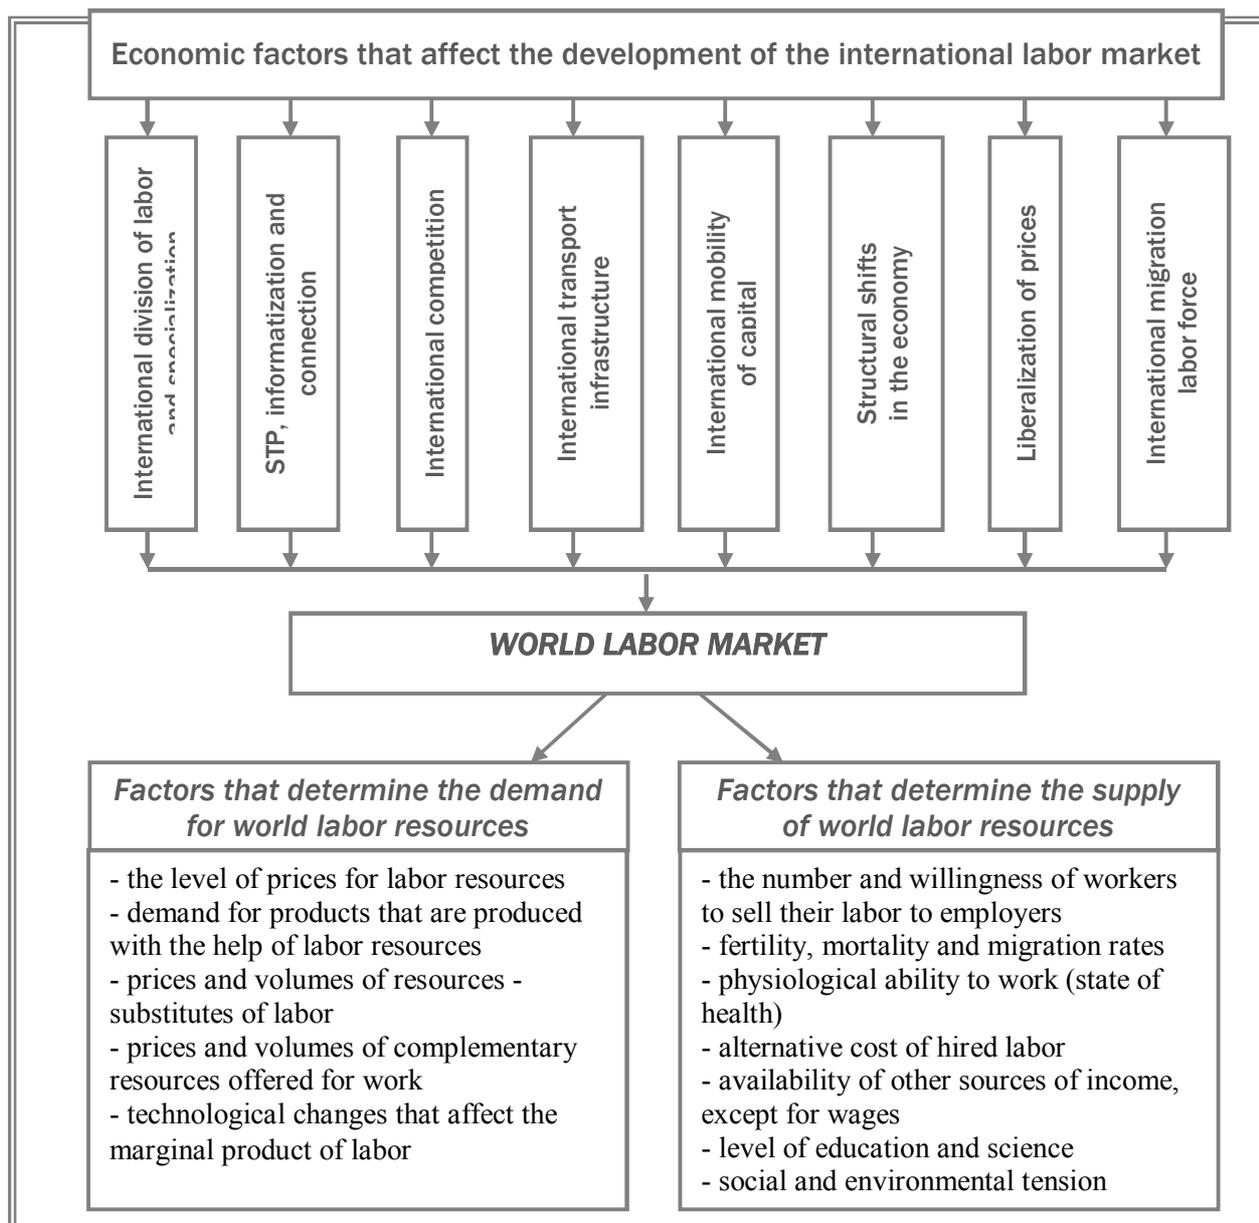 Economic factors that affect the development of the international labor market
International division of labor
and specialization
STP, informatization and
connection
International competition
International transport
infrastructure
International mobility
of capital
Structural shifts
in the economy
Liberalization of prices
International migration
labor force
WORLD LABOR MARKET
Factors that determine the demand
for world labor resources
- the level of prices for labor resources
- demand for products that are produced
with the help of labor resources
- prices and volumes of resources -
substitutes of labor
- prices and volumes of complementary
resources offered for work
- technological changes that affect the
marginal product of labor
Factors that determine the supply
of world labor resources
- the number and willingness of workers
to sell their labor to employers
- fertility, mortality and migration rates
- physiological ability to work (state of
health)
- alternative cost of hired labor
- availability of other sources of income,
except for wages
- level of education and science
- social and environmental tension